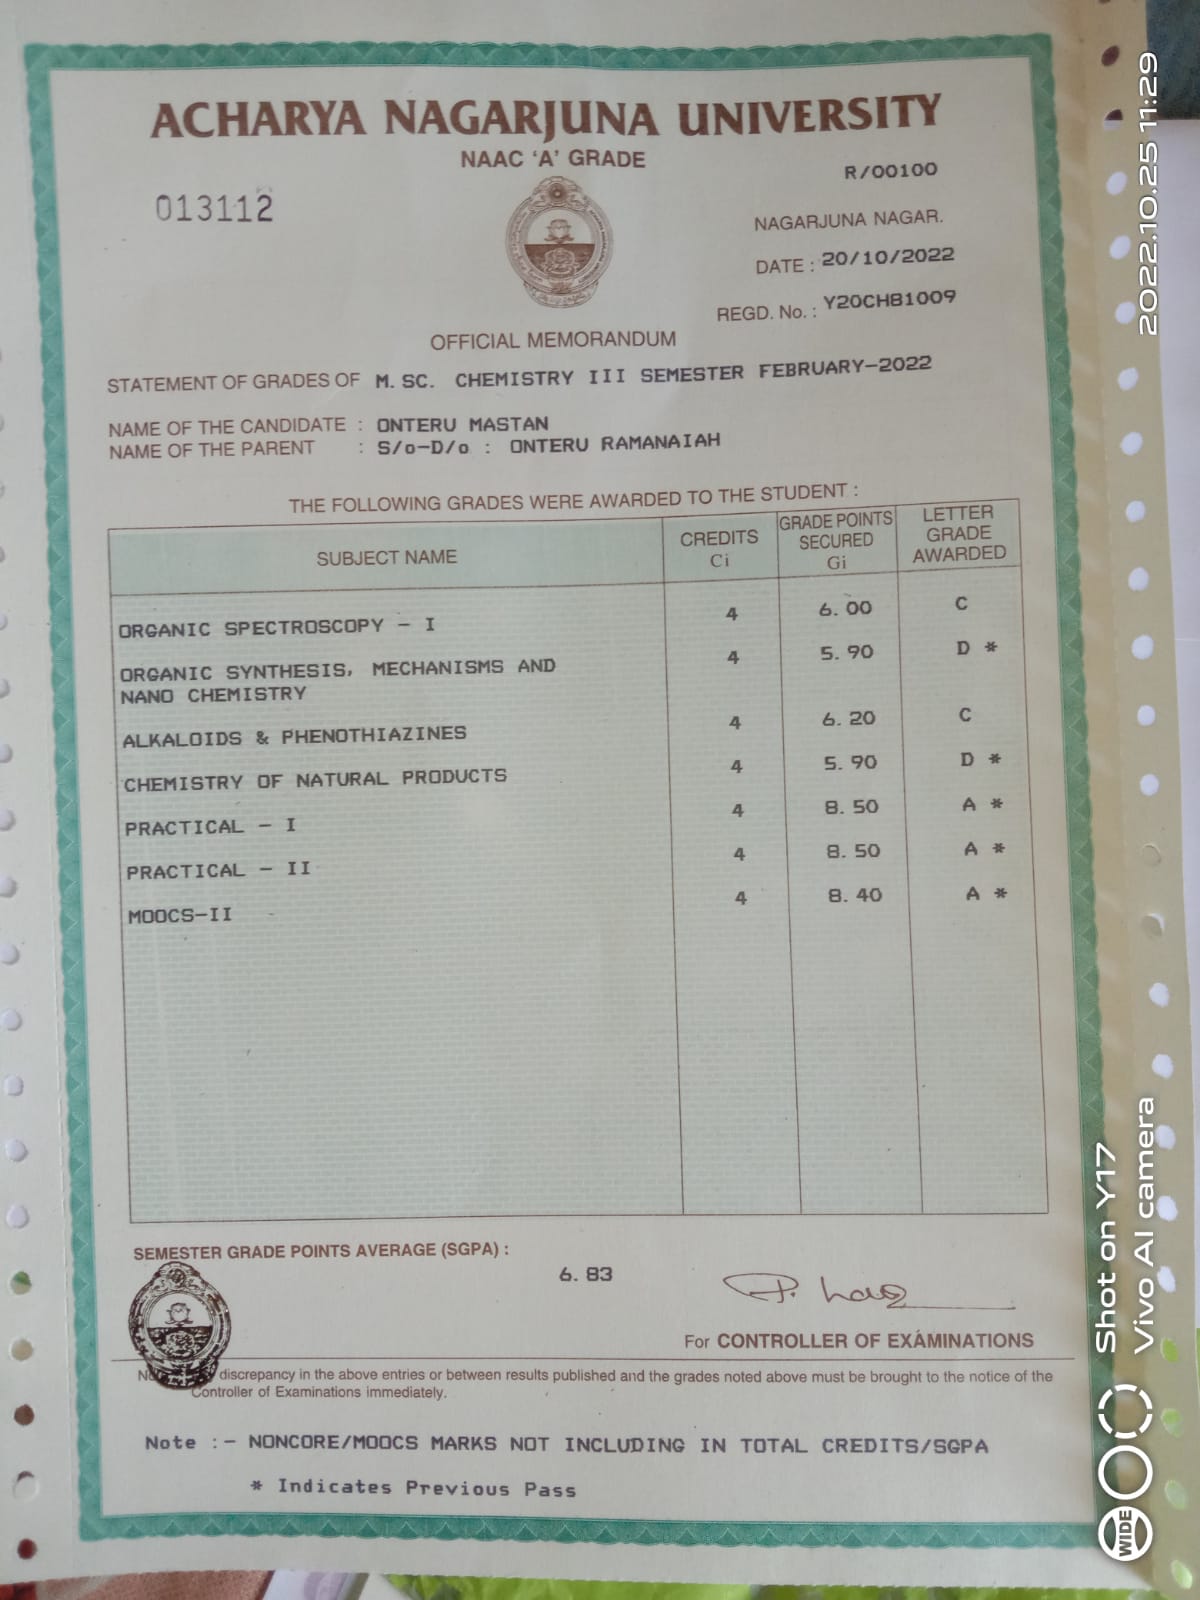 ACHARYA NAGARJUNA UNIVERSITY
NAAC 'A' GRADE
R/00100
013112
NAGARJUNA NAGAR.
DATE : 20/10/2022
REGD. No. : Y20CHB1009
OFFICIAL MEMORANDUM
STATEMENT OF GRADES OF M. SC. CHEMISTRY III SEMESTER FEBRUARY-2022
NAME OF THE CANDIDATE : ONTERU MASTAN
NAME OF THE PARENT : S/o-D/o : ONTERU RAMANAIAH
THE FOLLOWING GRADES WERE AWARDED TO THE STUDENT :
SUBJECT NAME
CREDITS
Ci
GRADE POINTS
SECURED
Gi
LETTER
GRADE
AWARDED
ORGANIC SPECTROSCOPY - I 4 6.00 C
ORGANIC SYNTHESIS, MECHANISMS AND 4 5.90 D *
NANO CHEMISTRY
ALKALOIDS & PHENOTHIAZINES 4 6.20 C
CHEMISTRY OF NATURAL PRODUCTS 4 5.90 D *
PRACTICAL - I 4 8.50 A *
PRACTICAL - II 4 8.50 A *
MOOCS-II 4 8.40 A *
SEMESTER GRADE POINTS AVERAGE (SGPA) :
6.83
For CONTROLLER OF EXAMINATIONS
discrepancy in the above entries or between results published and the grades noted above must be brought to the notice of the
Controller of Examinations immediately.
Note :- NONCORE/MOOCS MARKS NOT INCLUDING IN TOTAL CREDITS/SGPA
* Indicates Previous Pass
2022.10.25 11:29
Shot on Y17
Vivo AI camera
WIDE